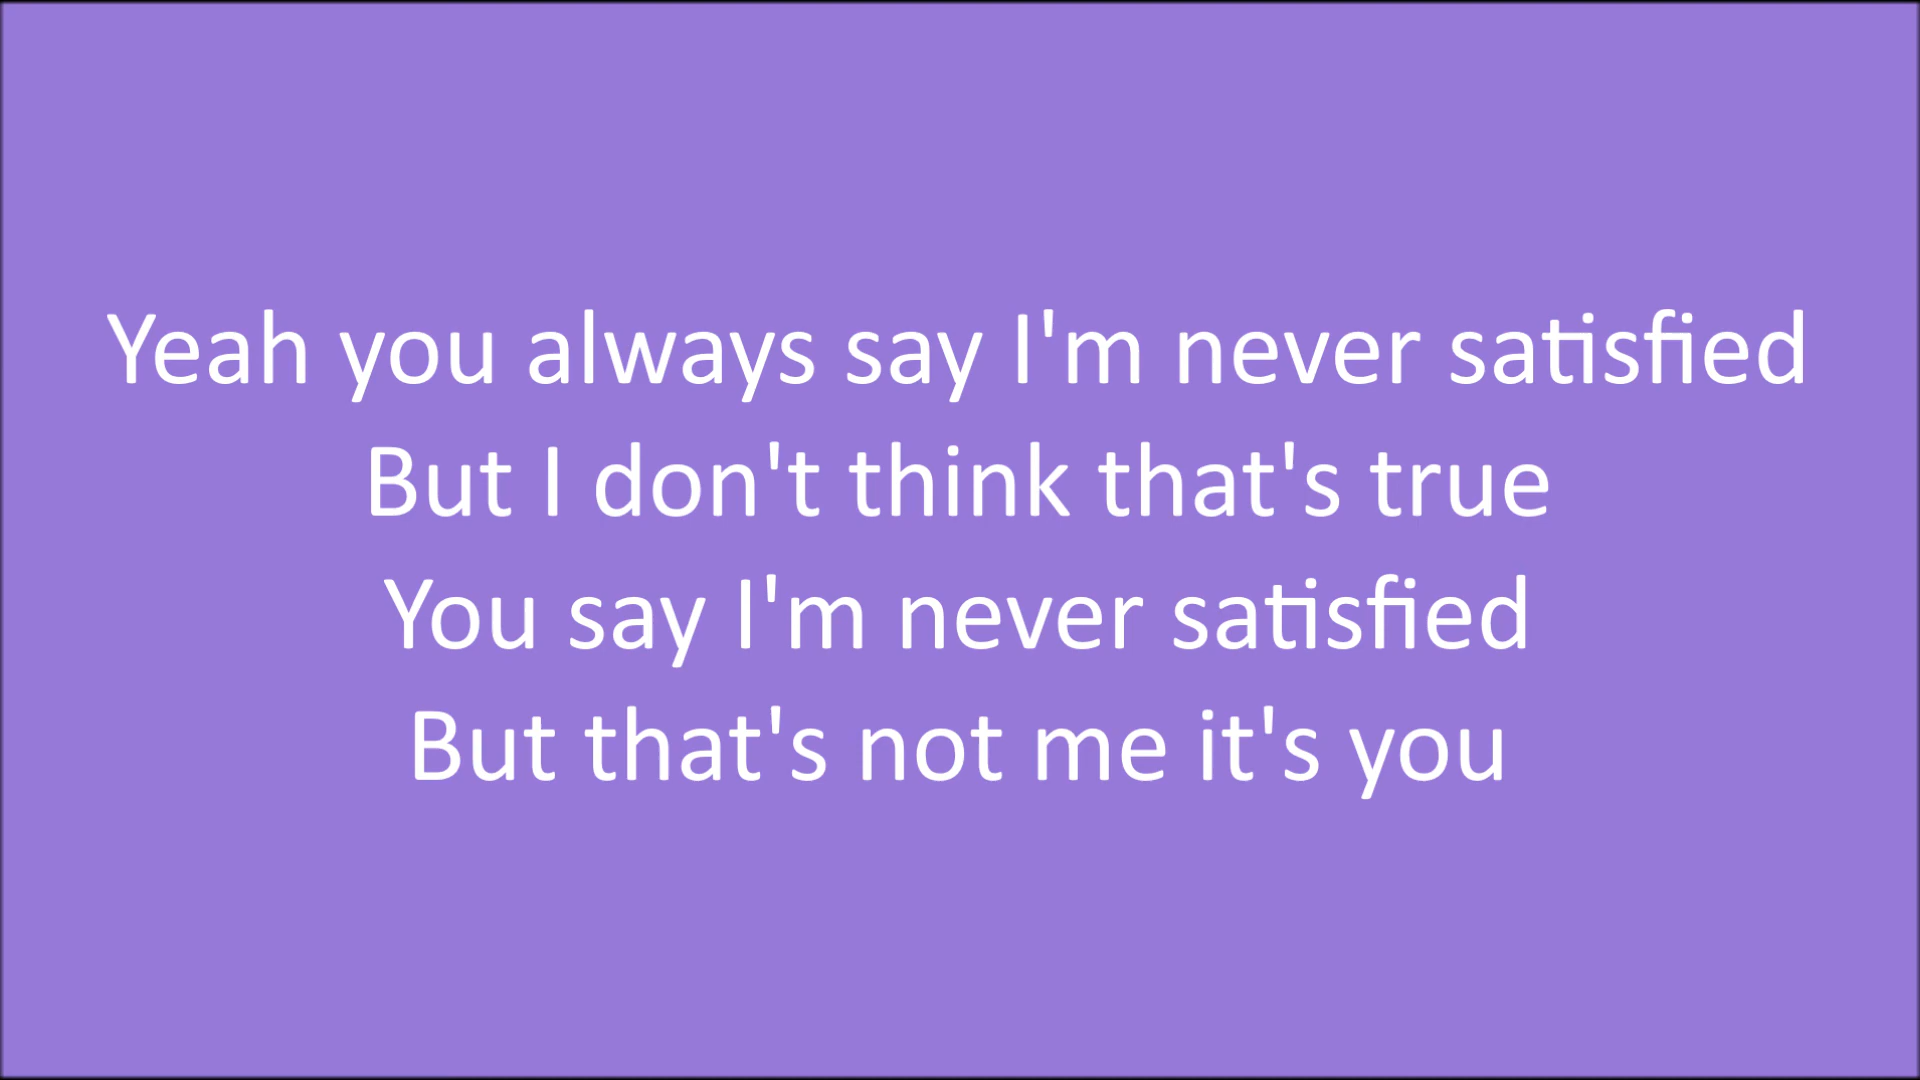 Yeah you always say I'm never satisfied
But I don't think that's true
You say I'm never satisfied
But that's not me it's you